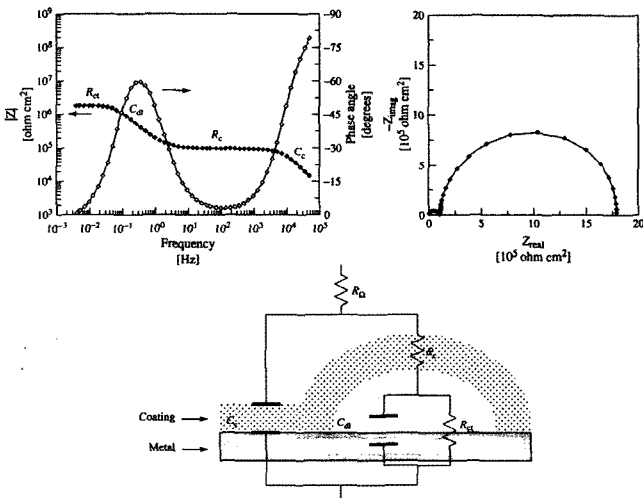 10⁹
10⁸
10⁷
10⁶
10⁵
10⁴
10³
|Z|
[ohm cm²]
10⁻³ 10⁻² 10⁻¹ 10⁰ 10¹ 10² 10³ 10⁴ 10⁵
Frequency
[Hz]
R_ct
C_dl
R_c
C_c
−90
−75
−60
−45
−30
−15
0
Phase angle
[degrees]
20
15
10
5
0
−Z_imag
[10⁵ ohm cm²]
0 5 10 15 20
Z_real
[10⁵ ohm cm²]
R_Ω
Coating
C_dl
R_ct
Metal